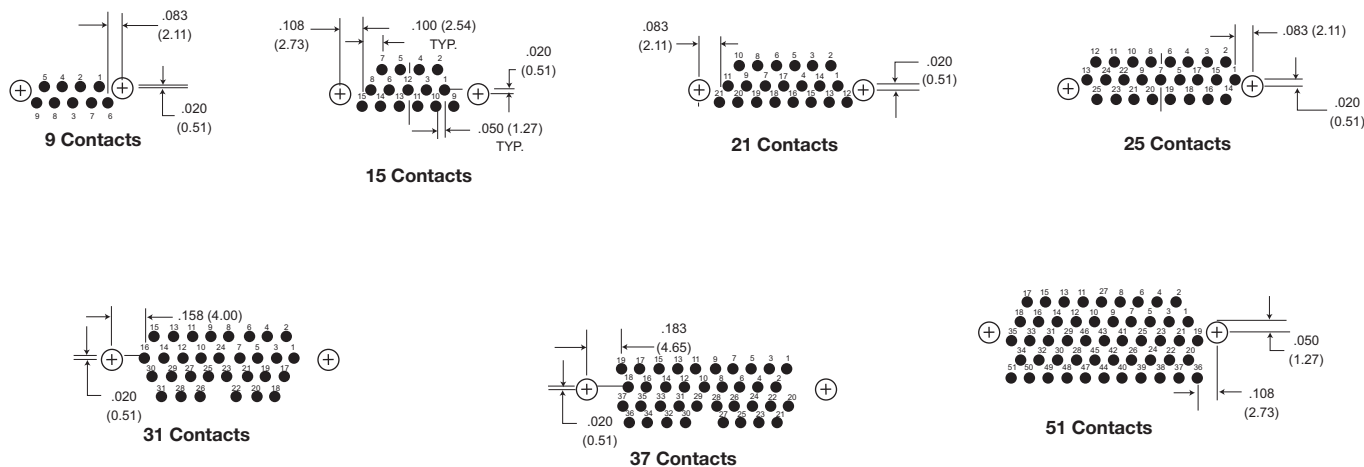 .083
(2.11)
5 4 2 1
9 8 3 7 6
.020
(0.51)
9 Contacts
.108
(2.73)
.100 (2.54)
TYP.
.020
(0.51)
7 5 4 2
8 6 12 3 1
15 14 13 11 10 9
.050 (1.27)
TYP.
15 Contacts
.083
(2.11)
.020
(0.51)
10 8 6 5 3 2
11 9 7 17 4 14 1
21 20 19 18 16 15 13 12
21 Contacts
.083 (2.11)
12 11 10 8 6 4 3 2
13 24 22 9 7 5 17 15 1
25 23 21 20 19 18 16 14
.020
(0.51)
25 Contacts
.158 (4.00)
15 13 11 9 8 6 4 2
16 14 12 10 24 7 5 3 1
30 29 27 25 23 21 19 17
31 28 26 22 20 18
.020
(0.51)
31 Contacts
.183
(4.65)
19 17 15 13 11 9 7 5 3 1
18 16 14 12 10 8 6 4 2
37 35 33 31 29 28 26 24 22 20
36 34 32 30 27 25 23 21
.020
(0.51)
37 Contacts
17 15 13 11 27 8 6 4 2
18 16 14 12 10 9 7 5 3 1
35 33 31 29 46 43 41 25 23 21 19
34 32 30 28 45 42 26 24 22 20
51 50 49 48 47 44 40 39 38 37 36
.050
(1.27)
.108
(2.73)
51 Contacts